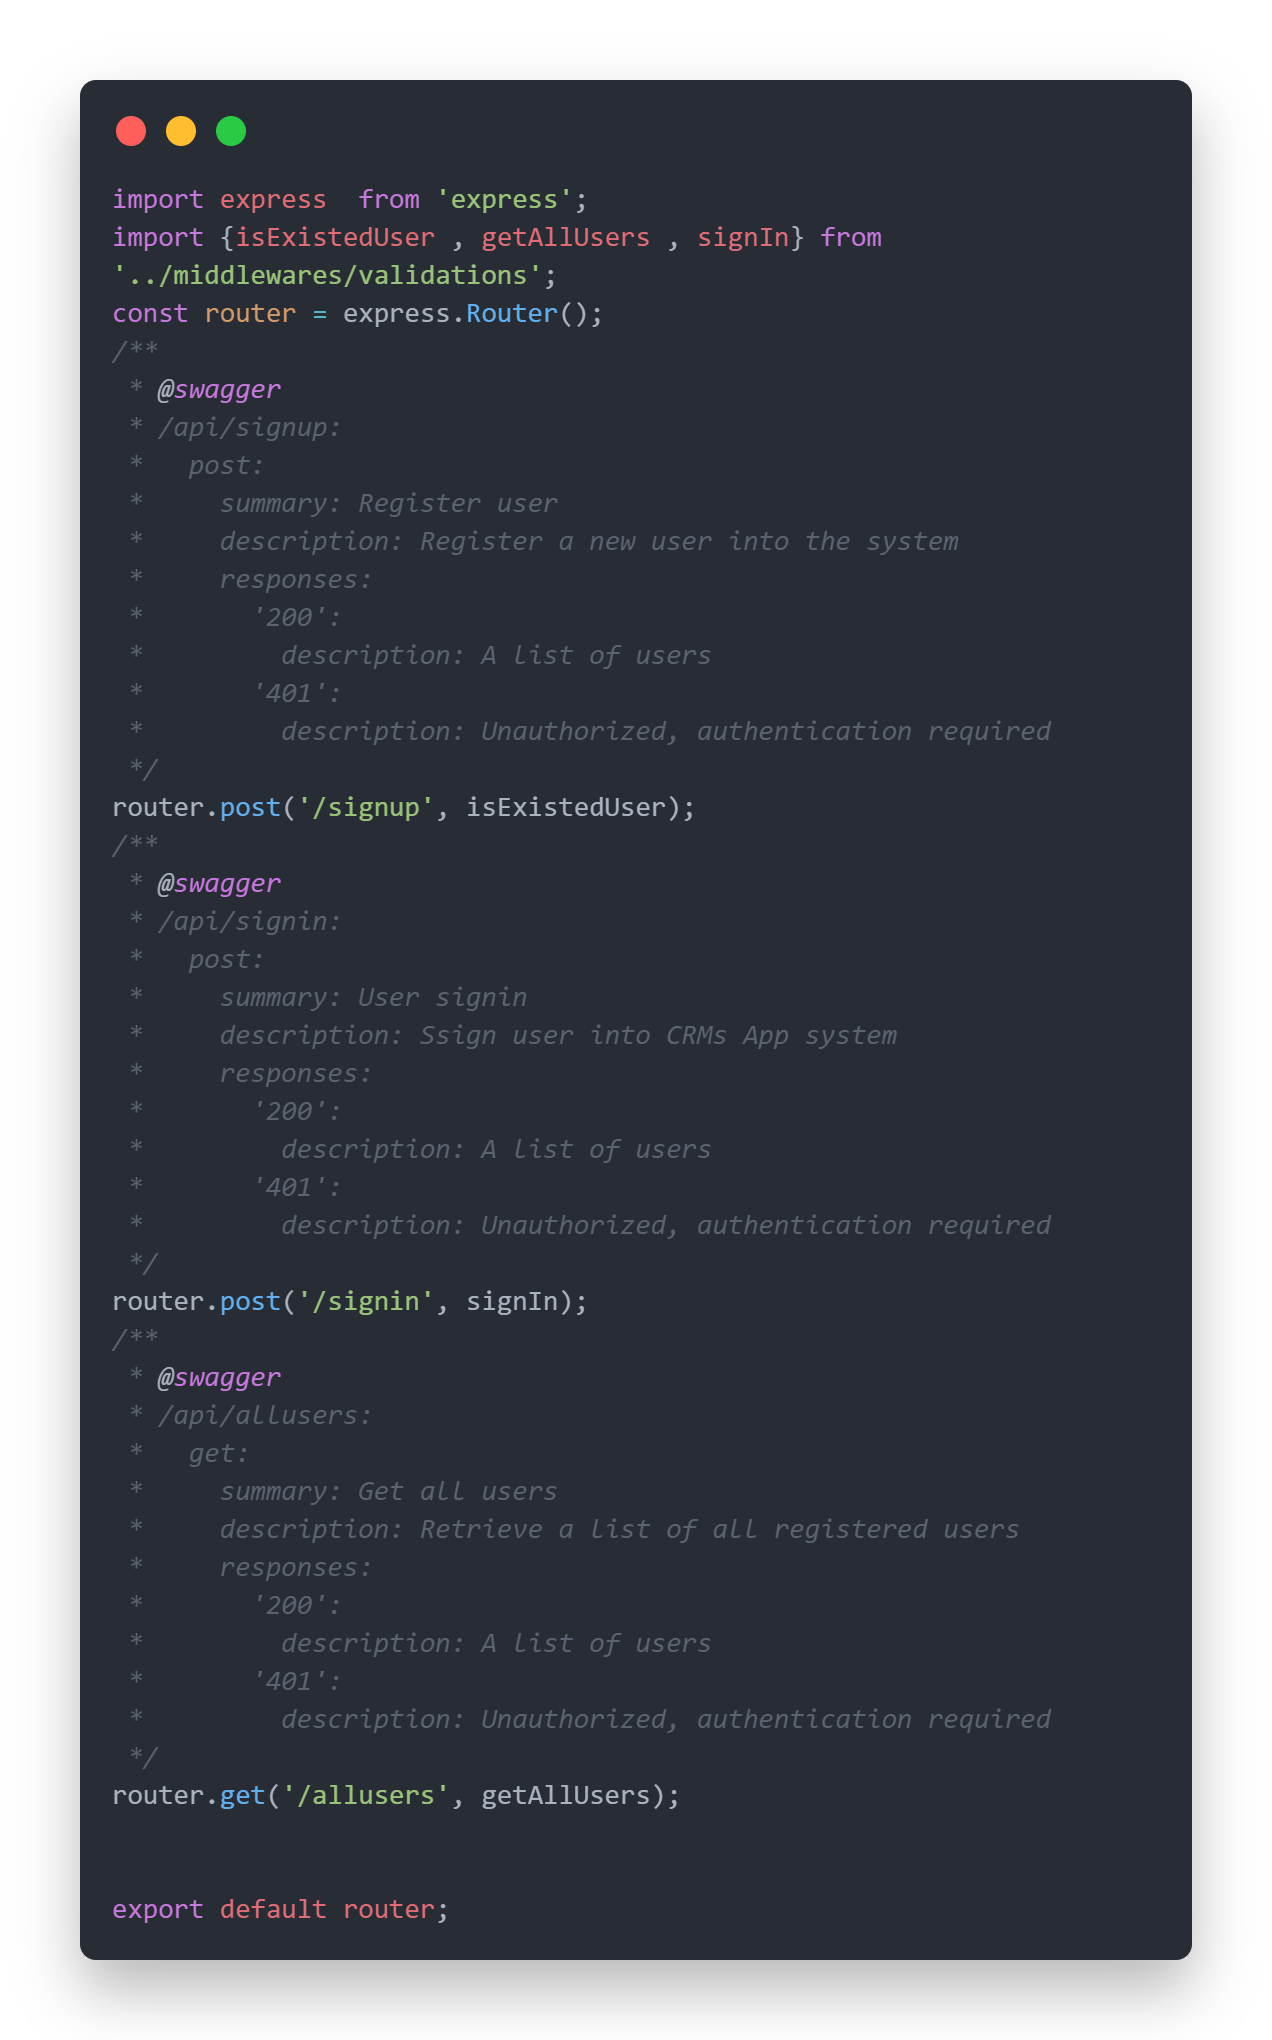 import express  from 'express';
import {isExistedUser , getAllUsers , signIn} from
'../middlewares/validations';
const router = express.Router();
/**
 * @swagger
 * /api/signup:
 *   post:
 *     summary: Register user
 *     description: Register a new user into the system
 *     responses:
 *       '200':
 *         description: A list of users
 *       '401':
 *         description: Unauthorized, authentication required
 */
router.post('/signup', isExistedUser);
/**
 * @swagger
 * /api/signin:
 *   post:
 *     summary: User signin
 *     description: Ssign user into CRMs App system
 *     responses:
 *       '200':
 *         description: A list of users
 *       '401':
 *         description: Unauthorized, authentication required
 */
router.post('/signin', signIn);
/**
 * @swagger
 * /api/allusers:
 *   get:
 *     summary: Get all users
 *     description: Retrieve a list of all registered users
 *     responses:
 *       '200':
 *         description: A list of users
 *       '401':
 *         description: Unauthorized, authentication required
 */
router.get('/allusers', getAllUsers);
export default router;